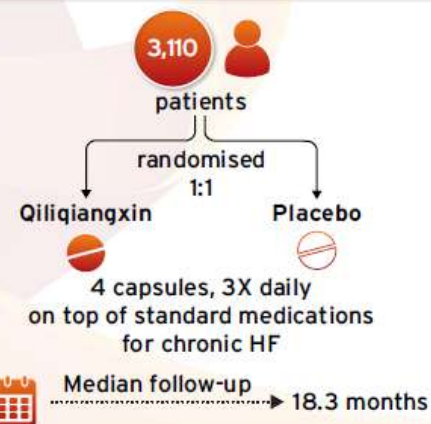 3,110
patients
randomised
1:1
Qiliqiangxin Placebo
4 capsules, 3X daily
on top of standard medications
for chronic HF
Median follow-up
18.3 months